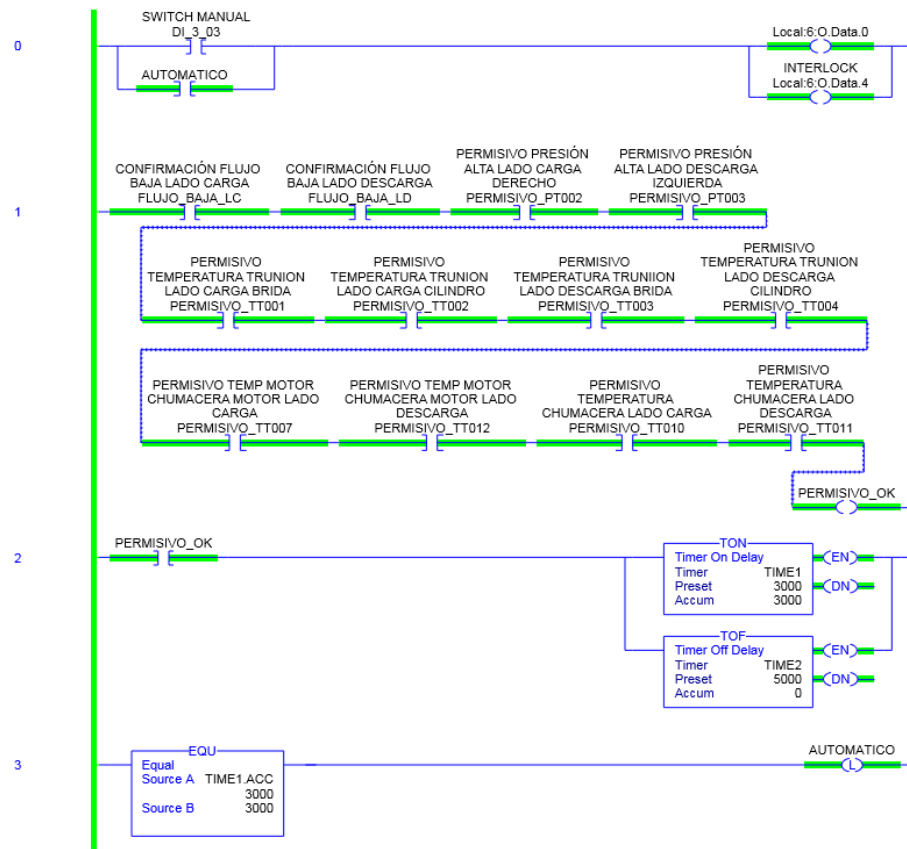 SWITCH MANUAL
DI_3_03
Local:6:O.Data.0
0
AUTOMATICO
INTERLOCK
Local:6:O.Data.4
CONFIRMACIÓN FLUJO
BAJA LADO CARGA
FLUJO_BAJA_LC
CONFIRMACIÓN FLUJO
BAJA LADO DESCARGA
FLUJO_BAJA_LD
PERMISIVO PRESIÓN
ALTA LADO CARGA
DERECHO
PERMISIVO_PT002
PERMISIVO PRESIÓN
ALTA LADO DESCARGA
IZQUIERDA
PERMISIVO_PT003
1
PERMISIVO
TEMPERATURA TRUNION
LADO CARGA BRIDA
PERMISIVO_TT001
PERMISIVO
TEMPERATURA TRUNION
LADO CARGA CILINDRO
PERMISIVO_TT002
PERMISIVO
TEMPERATURA TRUNIION
LADO DESCARGA BRIDA
PERMISIVO_TT003
PERMISIVO
TEMPERATURA TRUNION
LADO DESCARGA
CILINDRO
PERMISIVO_TT004
PERMISIVO TEMP MOTOR
CHUMACERA MOTOR LADO
CARGA
PERMISIVO_TT007
PERMISIVO TEMP MOTOR
CHUMACERA MOTOR LADO
DESCARGA
PERMISIVO_TT012
PERMISIVO
TEMPERATURA
CHUMACERA LADO CARGA
PERMISIVO_TT010
PERMISIVO
TEMPERATURA
CHUMACERA LADO
DESCARGA
PERMISIVO_TT011
PERMISIVO_OK
2
PERMISIVO_OK
TON
Timer On Delay
Timer TIME1
Preset 3000
Accum 3000
EN
DN
TOF
Timer Off Delay
Timer TIME2
Preset 5000
Accum 0
EN
DN
3
EQU
Equal
Source A TIME1.ACC
3000
Source B 3000
AUTOMATICO
L